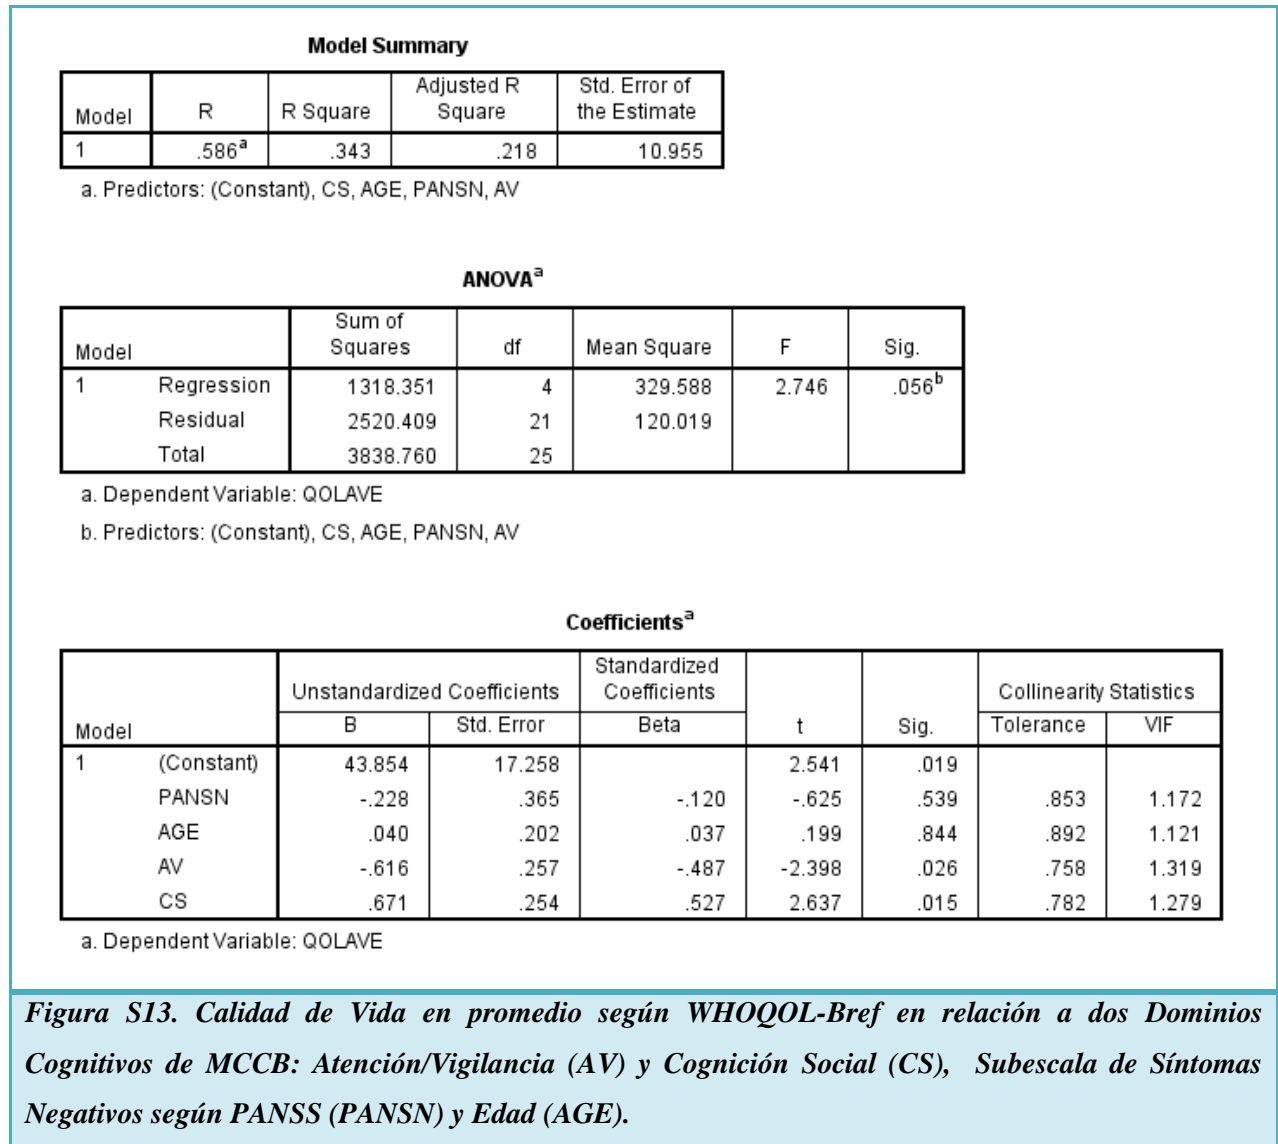 Model Summary
Model R R Square Adjusted R Square Std. Error of the Estimate
1 .586a .343 .218 10.955
a. Predictors: (Constant), CS, AGE, PANSN, AV
ANOVAa
Model Sum of Squares df Mean Square F Sig.
1 Regression 1318.351 4 329.588 2.746 .056b
Residual 2520.409 21 120.019
Total 3838.760 25
a. Dependent Variable: QOLAVE
b. Predictors: (Constant), CS, AGE, PANSN, AV
Coefficientsa
Model Unstandardized Coefficients Standardized Coefficients t Sig. Collinearity Statistics
B Std. Error Beta Tolerance VIF
1 (Constant) 43.854 17.258 2.541 .019
PANSN -.228 .365 -.120 -.625 .539 .853 1.172
AGE .040 .202 .037 .199 .844 .892 1.121
AV -.616 .257 -.487 -2.398 .026 .758 1.319
CS .671 .254 .527 2.637 .015 .782 1.279
a. Dependent Variable: QOLAVE
Figura S13. Calidad de Vida en promedio según WHOQOL-Bref en relación a dos Dominios
Cognitivos de MCCB: Atención/Vigilancia (AV) y Cognición Social (CS), Subescala de Síntomas
Negativos según PANSS (PANSN) y Edad (AGE).